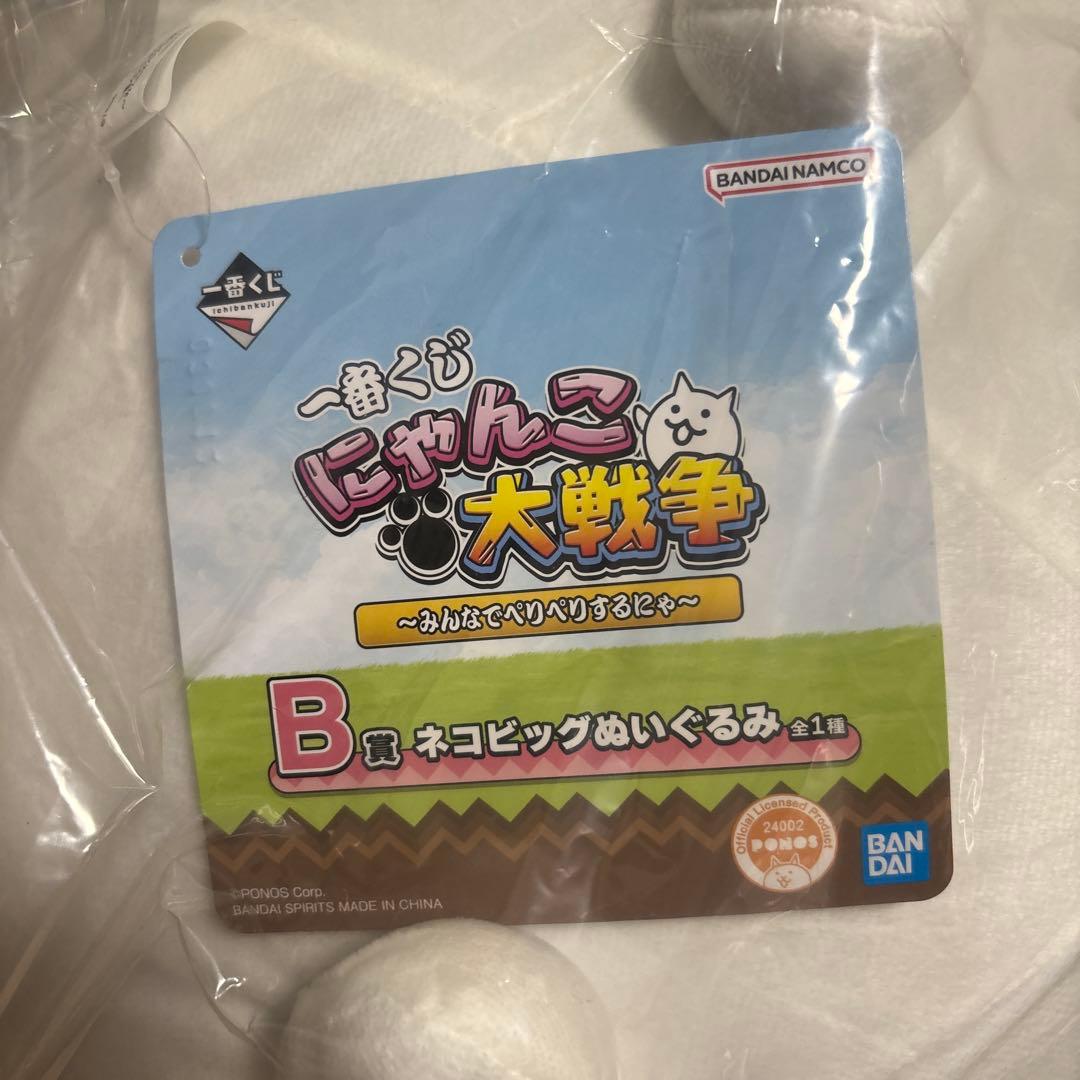 BANDAI NAMCO
一番くじ
ichibankuji
一番くじ
にゃんこ
大戦争
～みんなでぺりぺりするにゃ～
B賞 ネコビッグぬいぐるみ 全1種
Official Licensed Product
24002
PONOS
BAN
DAI
©PONOS Corp.
BANDAI SPIRITS MADE IN CHINA